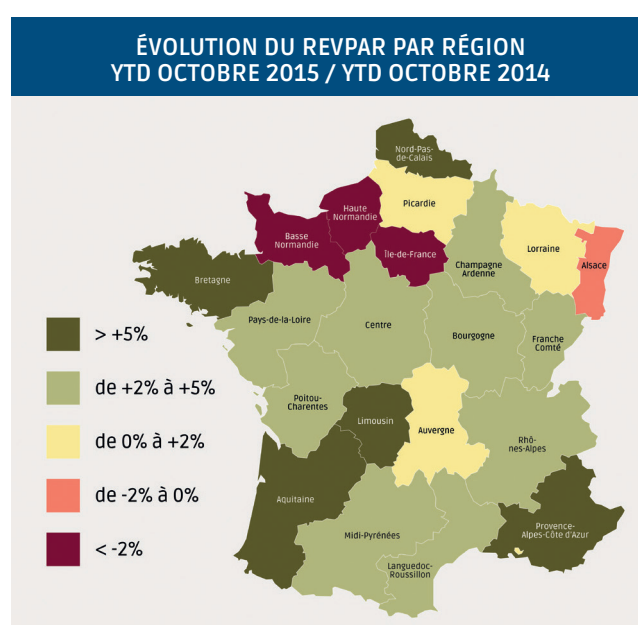 ÉVOLUTION DU REVPAR PAR RÉGION
YTD OCTOBRE 2015 / YTD OCTOBRE 2014
Nord-Pas-
de-Calais
Haute
Normandie
Picardie
Basse
Normandie
Île-de-France
Lorraine
Alsace
Champagne
Ardenne
Bretagne
Pays-de-la-Loire
Centre
Bourgogne
Franche
Comté
Poitou-
Charentes
Limousin
Auvergne
Rhô-
nes-Alpes
Aquitaine
Midi-Pyrénées
Languedoc-
Roussillon
Provence-
Alpes-Côte d'Azur
> +5%
de +2% à +5%
de 0% à +2%
de -2% à 0%
< -2%